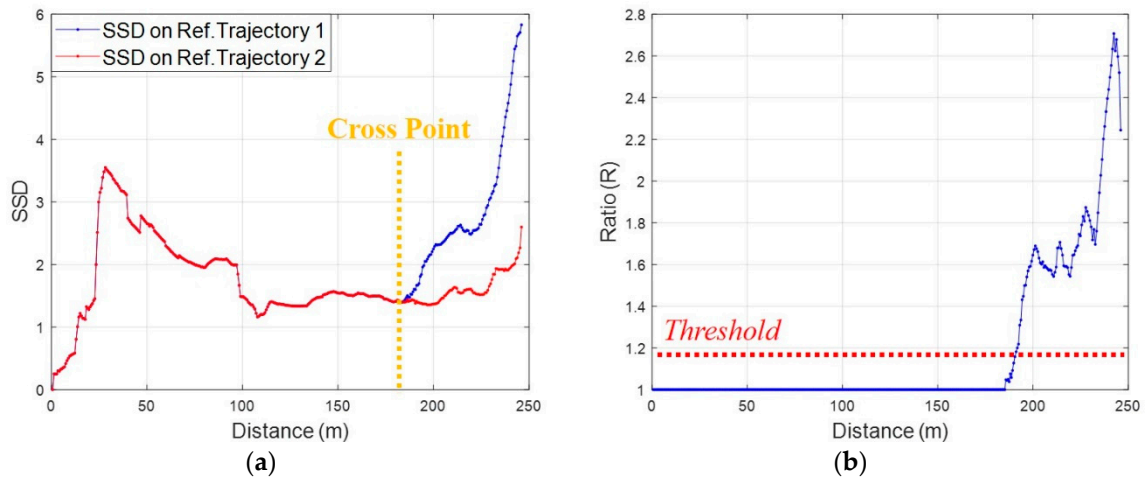 6
5
4
3
2
1
0
SSD
SSD on Ref.Trajectory 1
SSD on Ref.Trajectory 2
Cross Point
0 50 100 150 200 250
Distance (m)
(a)
2.8
2.6
2.4
2.2
2
1.8
1.6
1.4
1.2
1
Ratio (R)
Threshold
0 50 100 150 200 250
Distance (m)
(b)